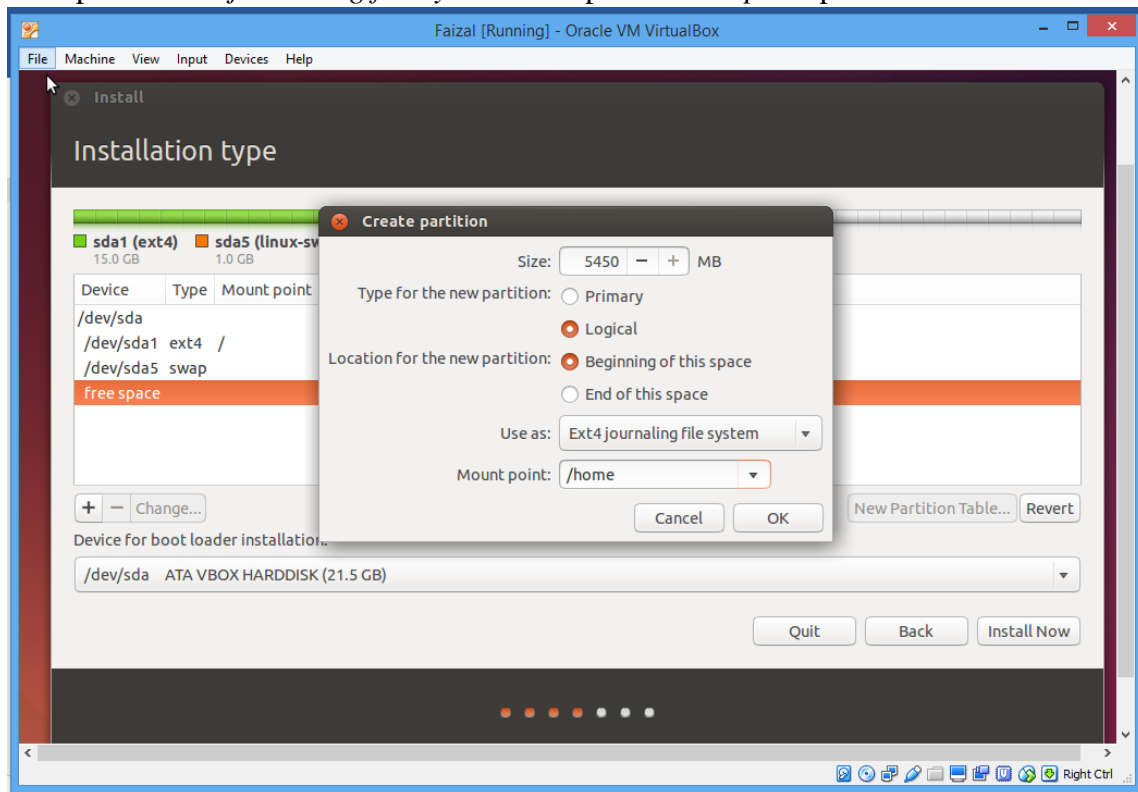 Faizal [Running] - Oracle VM VirtualBox
File Machine View Input Devices Help
Install
Installation type
sda1 (ext4) sda5 (linux-sw
15.0 GB 1.0 GB
Device Type Mount point
/dev/sda
/dev/sda1 ext4 /
/dev/sda5 swap
free space
Create partition
Size: 5450 − + MB
Type for the new partition: Primary
Logical
Location for the new partition: Beginning of this space
End of this space
Use as: Ext4 journaling file system
Mount point: /home
Cancel OK
+ − Change... New Partition Table... Revert
Device for boot loader installation:
/dev/sda ATA VBOX HARDDISK (21.5 GB)
Quit Back Install Now
Right Ctrl